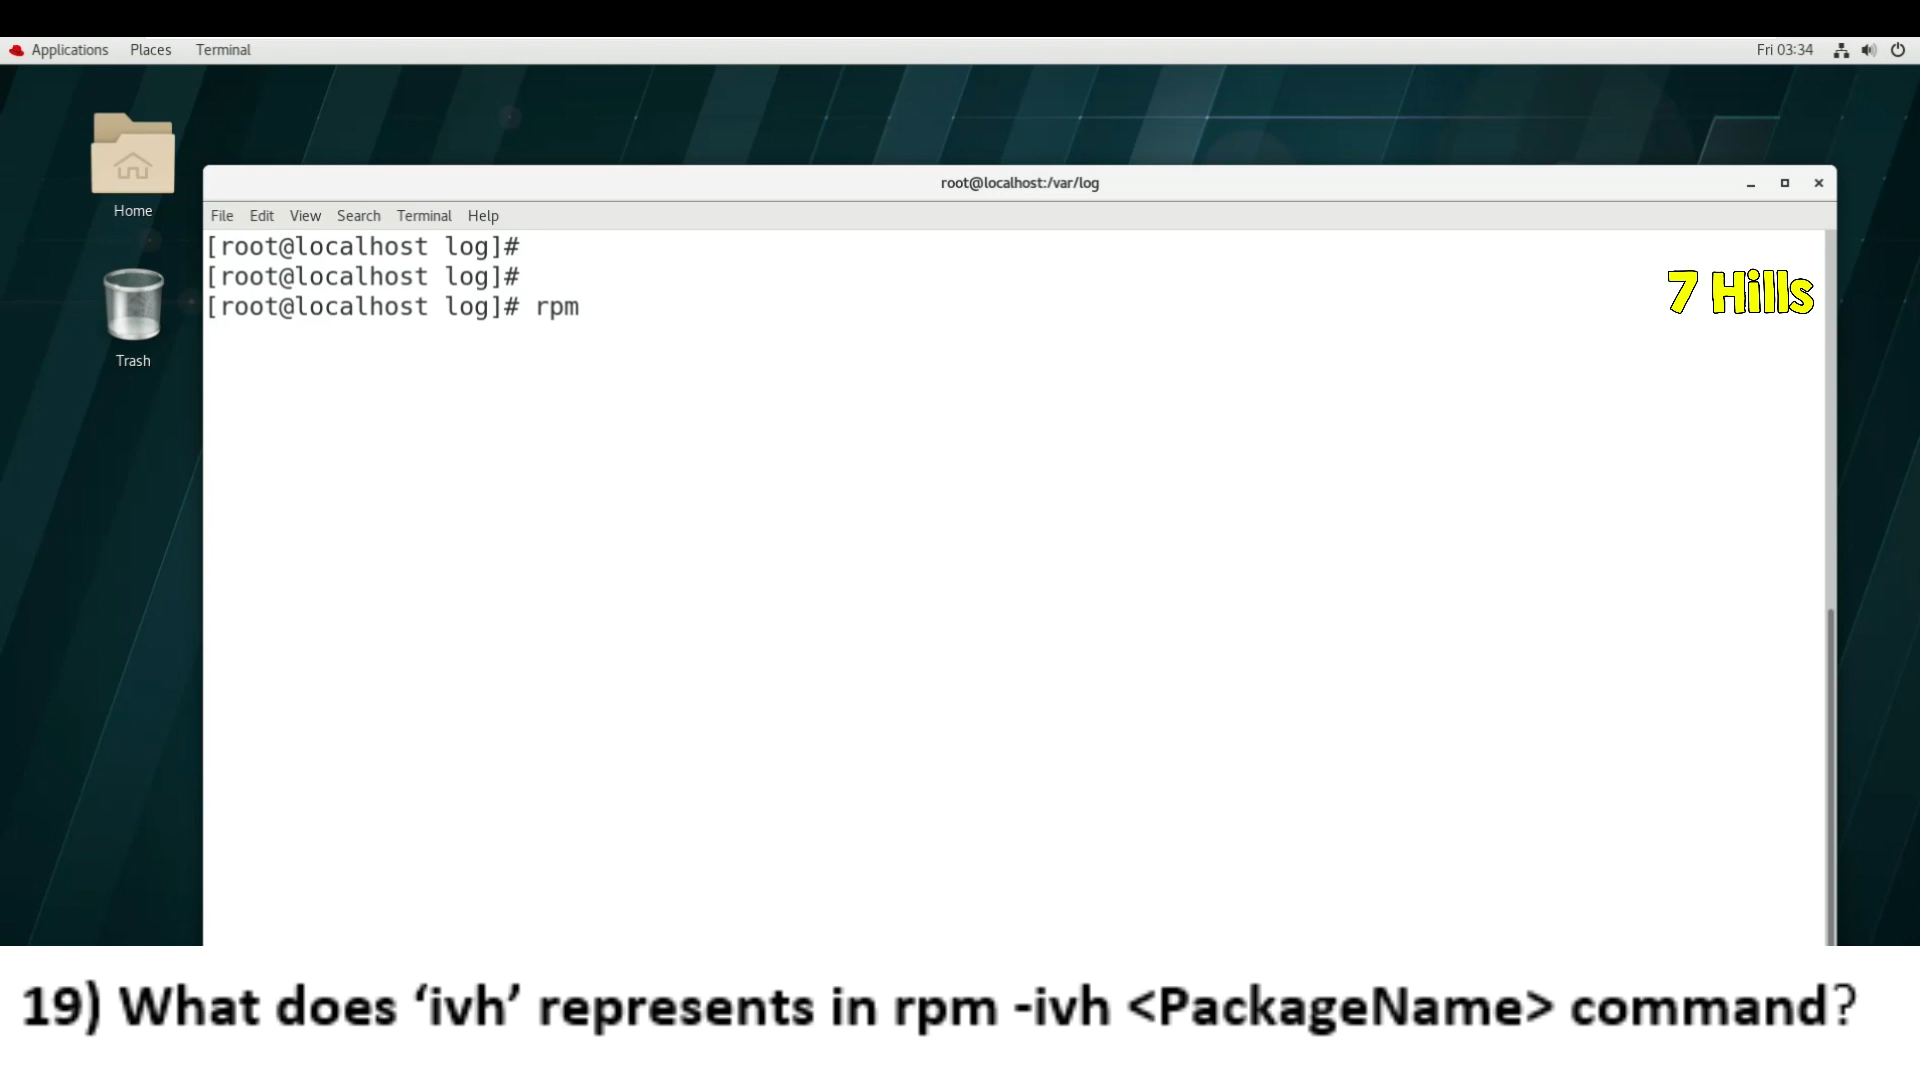 Applications Places Terminal Fri 03:34
Home
Trash
root@localhost:/var/log
File Edit View Search Terminal Help
[root@localhost log]#
[root@localhost log]#
[root@localhost log]# rpm
7 Hills
19) What does ‘ivh’ represents in rpm -ivh <PackageName> command?